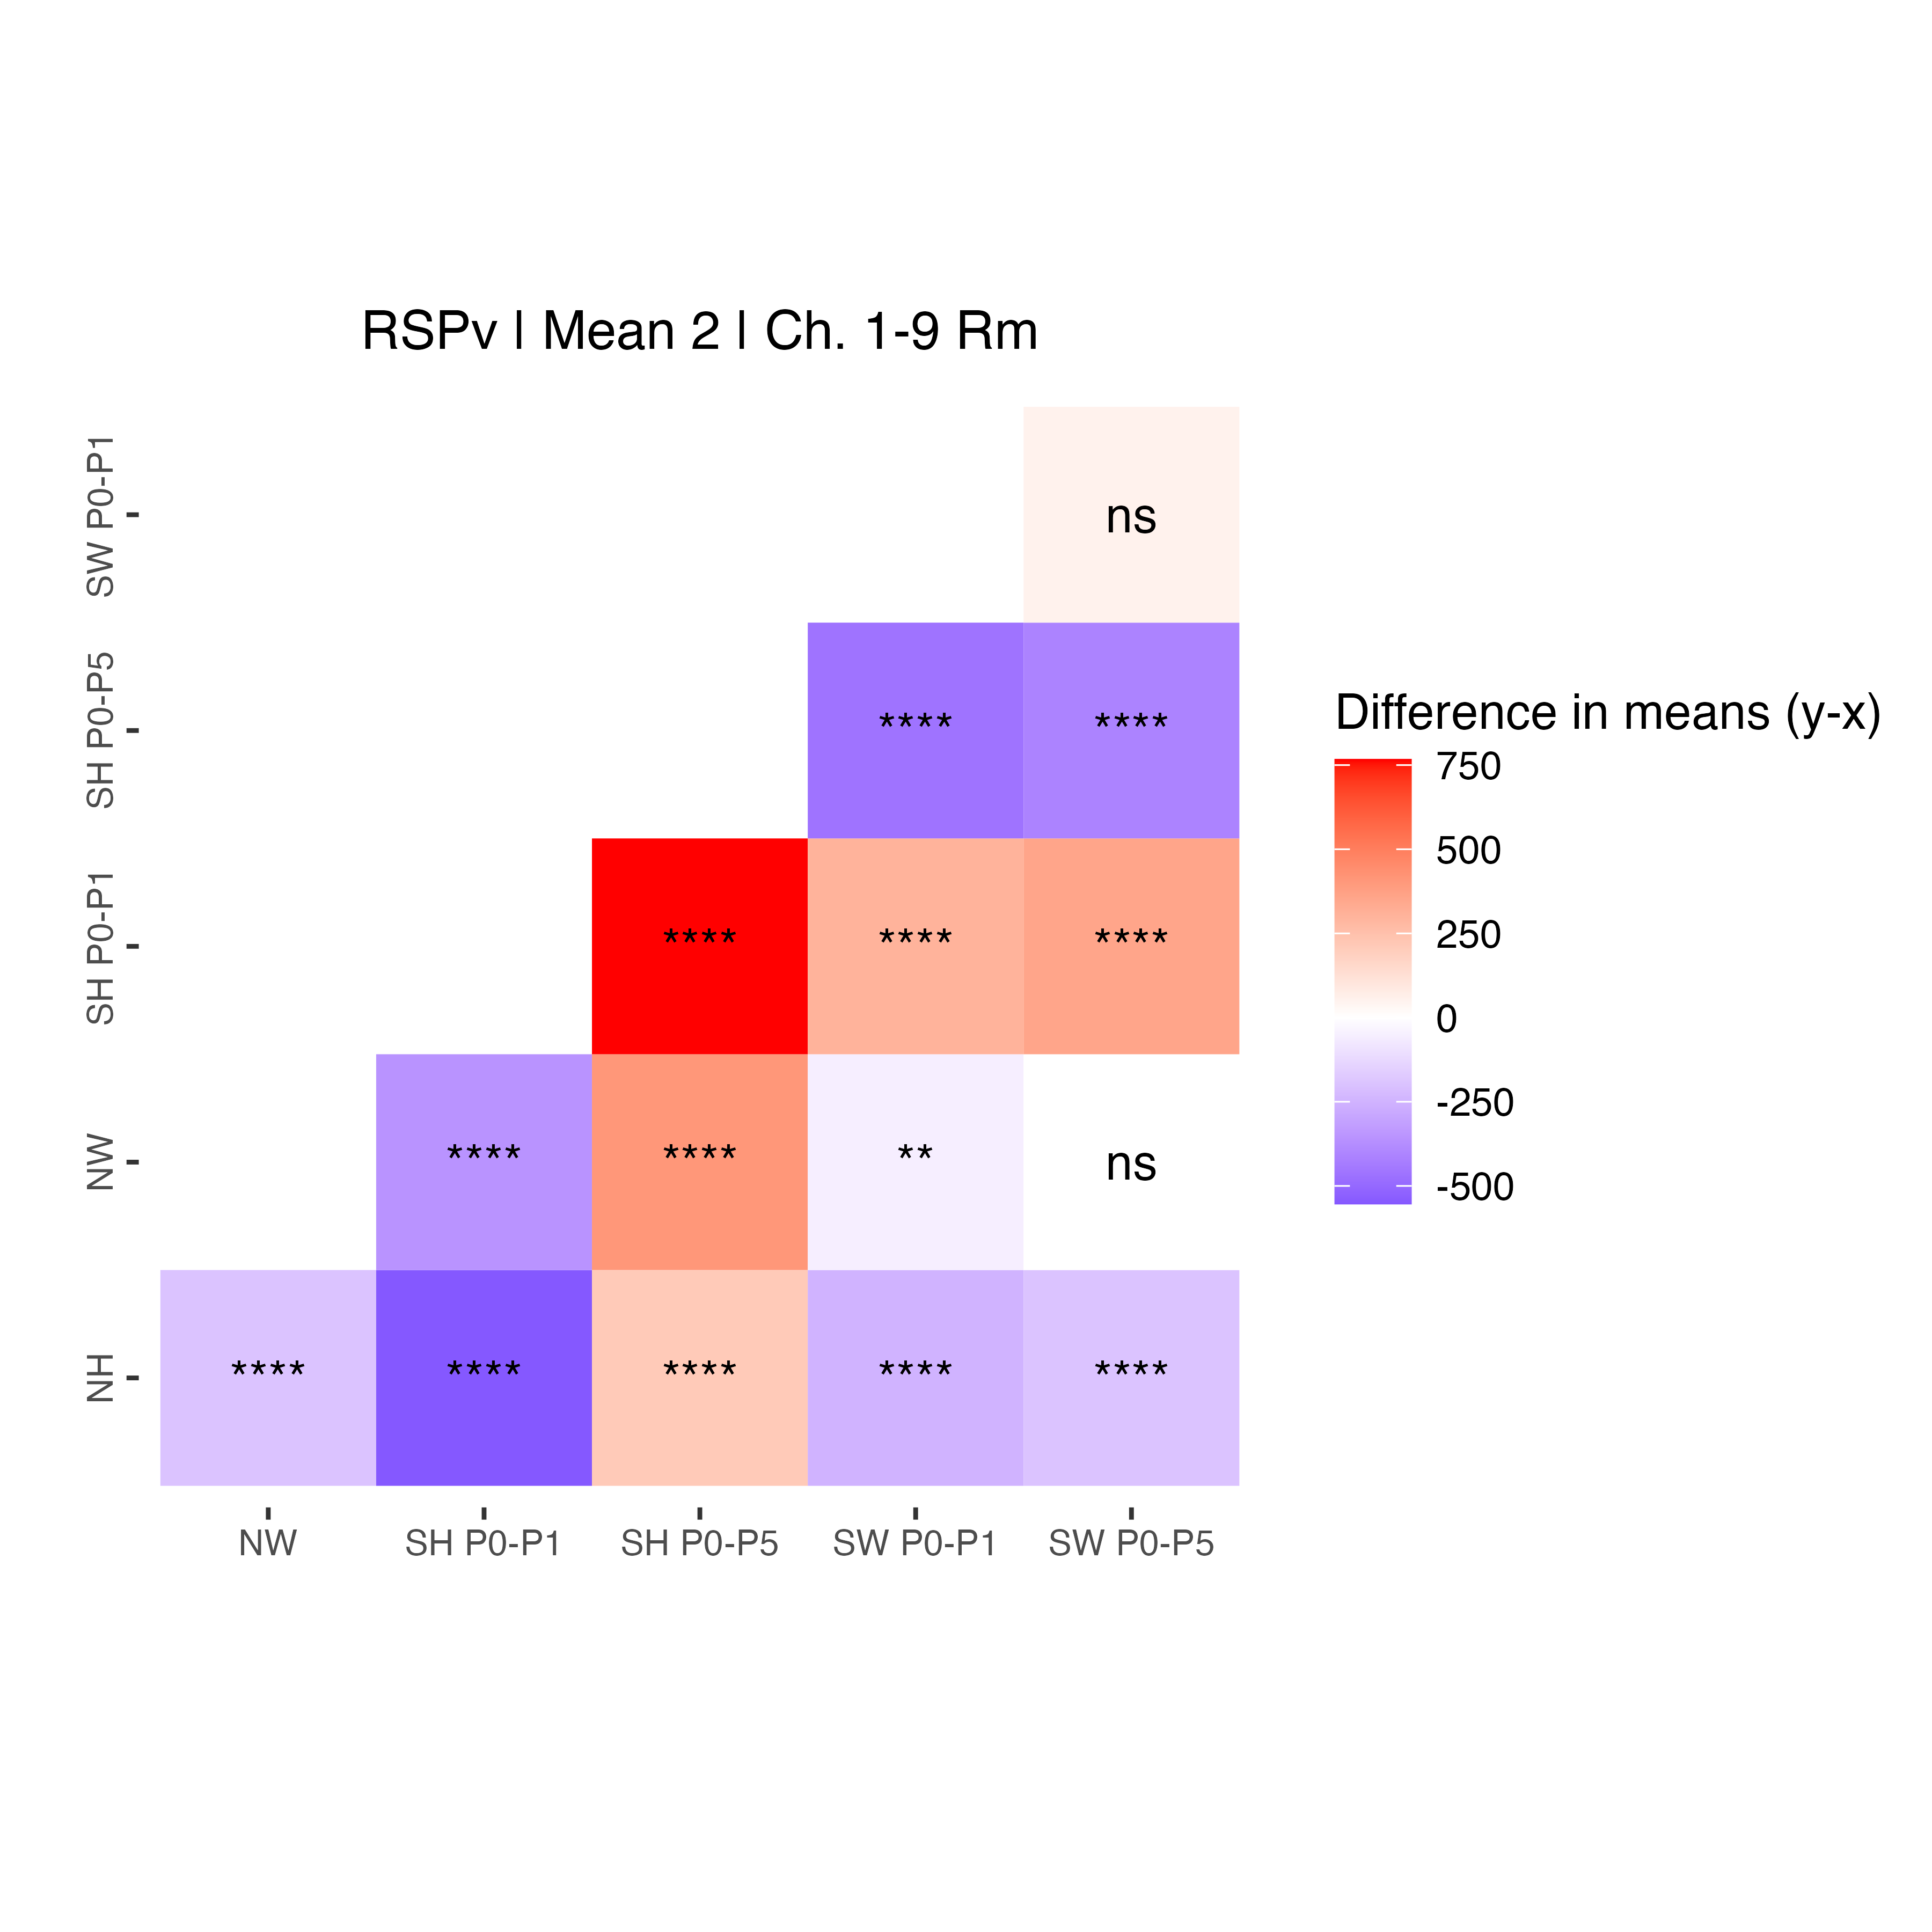 RSPv | Mean 2 | Ch. 1-9 Rm
SW P0-P1
ns
SH P0-P5
**** ****
SH P0-P1
**** **** ****
NW
**** **** ** ns
NH
**** **** **** **** ****
NW SH P0-P1 SH P0-P5 SW P0-P1 SW P0-P5
Difference in means (y-x)
750
500
250
0
-250
-500